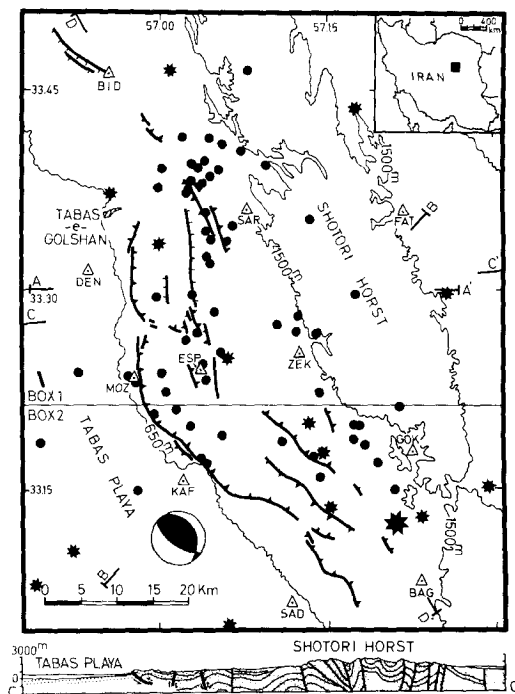 57.00
57.15
0 400
km
IRAN
33.45
BID
D
1500m
TABAS
-e-
GOLSHAN
SAR
FAT
B
SHOTORI HORST
1500m
DEN
A
33.30
C
C'
A'
ESP
ZEK
MOZ
BOX 1
BOX 2
TABAS PLAYA
650m
GOK
33.15
KAF
1500m
B
0 5 10 15 20 Km
SAD
BAG
D
3000m
TABAS PLAYA
SHOTORI HORST
0
C
C'